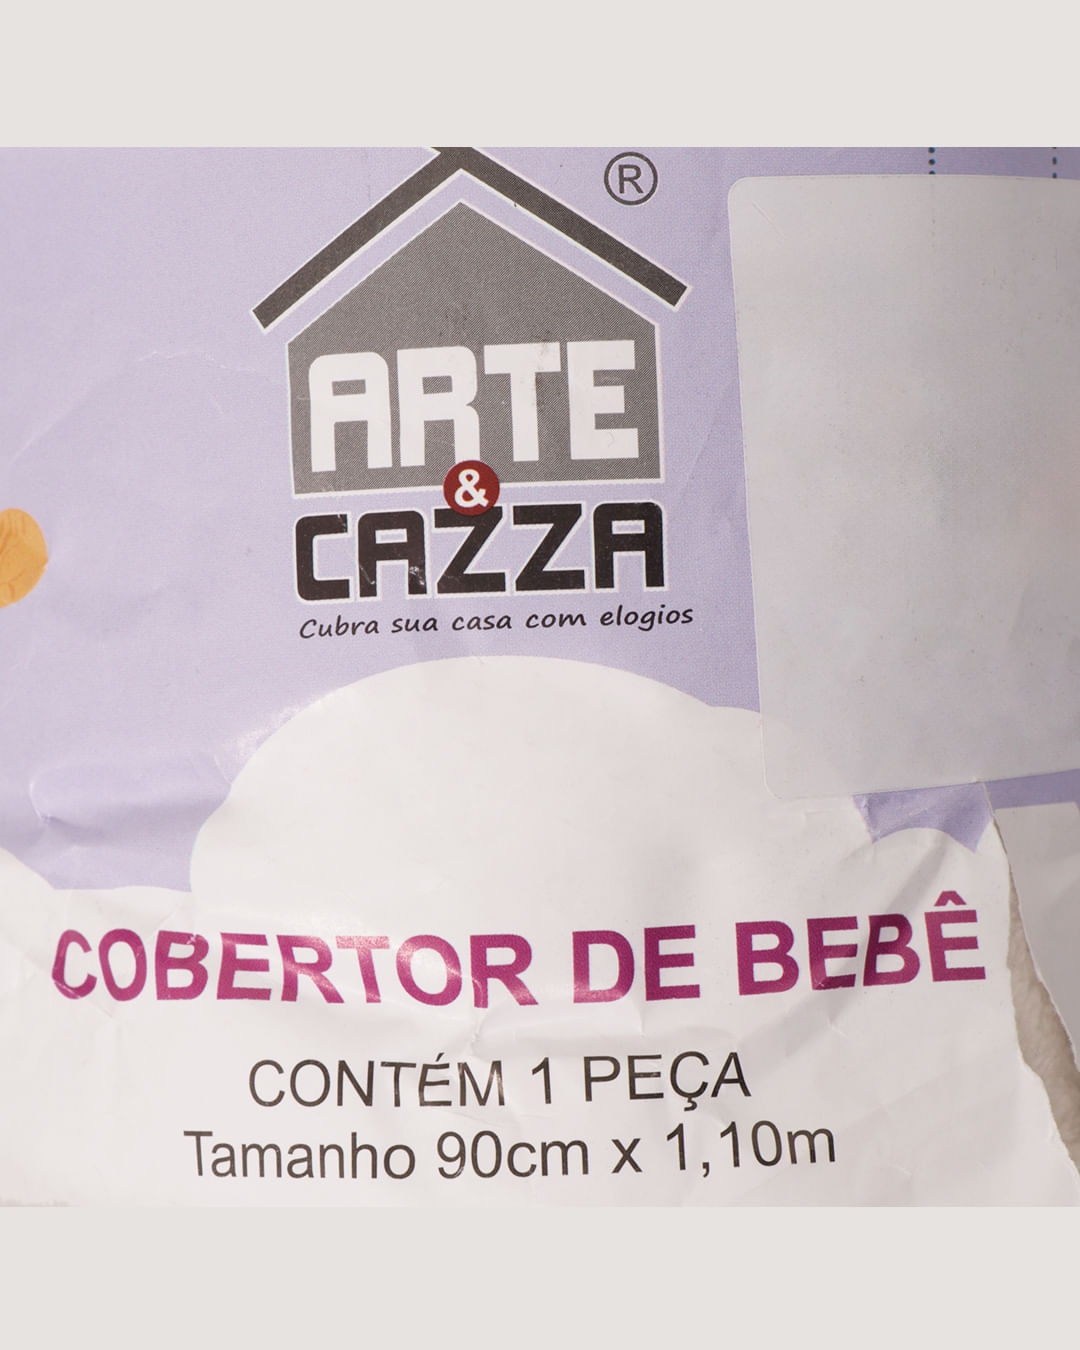 ®
ARTE
&
CAZZA
Cubra sua casa com elogios
COBERTOR DE BEBÊ
CONTÉM 1 PEÇA
Tamanho 90cm x 1,10m